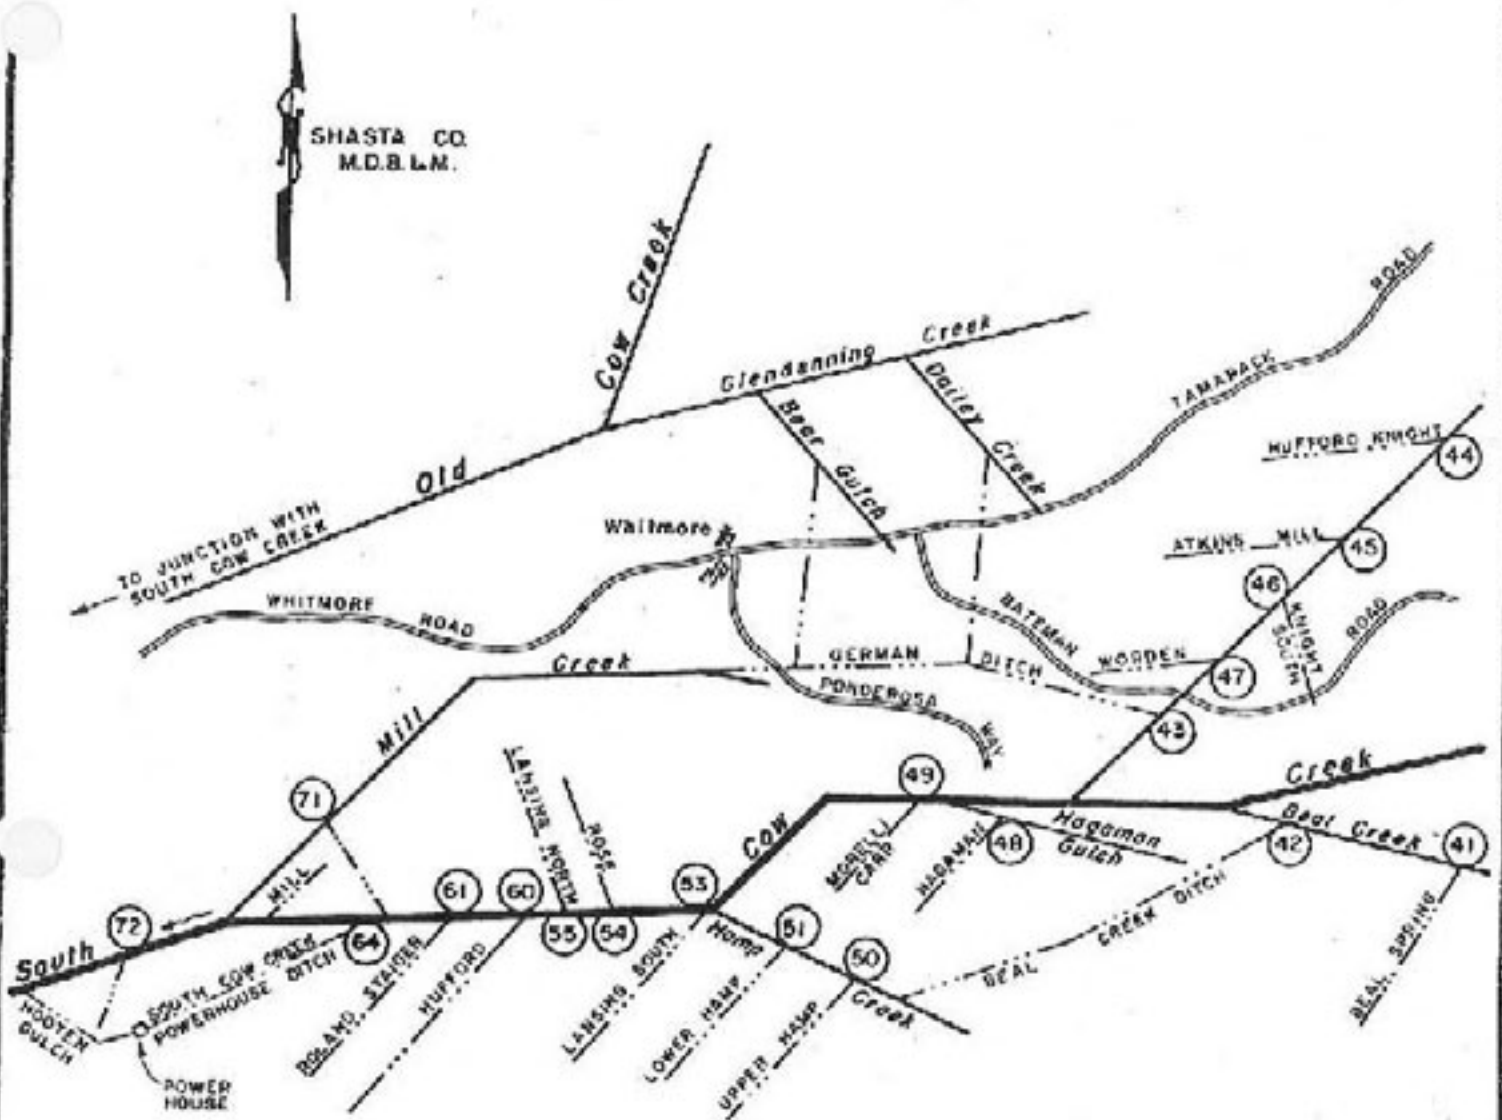 SHASTA CO.
M.D.B.&M.
Cow Creek
Glendenning Creek
Dailey Creek
Bear Gulch
TAMARACK ROAD
HUFFORD KNIGHT
44
Old
TO JUNCTION WITH
SOUTH COW CREEK
Whitmore
ATKINS MILL
45
46
KNIGHT
SOUTH
WHITMORE ROAD
BATEMAN ROAD
Creek
GERMAN DITCH
WORDEN
47
PONDEROSA WAY
43
Mill
71
LANSING NORTH
ROSE
Cow
49
Creek
MORELLI
CARP
HAGAMAN
48
Hagaman
Gulch
42
Beal Creek
41
MILL
72
South
61
60
53
64
55
54
Hamp Creek
51
50
BEAL CREEK DITCH
BEAL SPRING
SOUTH COW CREEK
POWERHOUSE DITCH
ROLAND STAIGER
HUFFORD
LANSING SOUTH
LOWER HAMP
UPPER HAMP
HOOTEN
GULCH
POWER
HOUSE